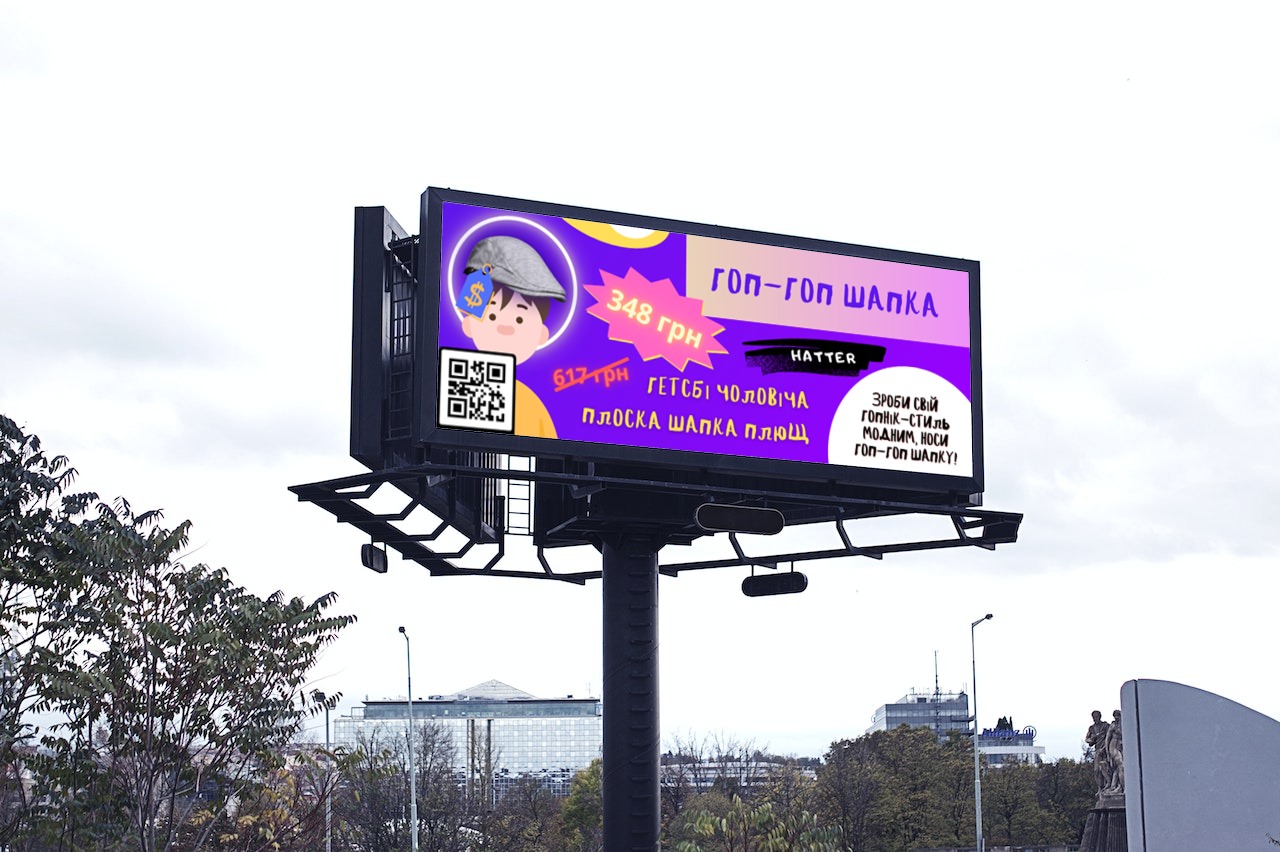 ГОП-ГОП ШАПКА
$
348 грн
HATTER
617 грн
ГЕТСБІ ЧОЛОВІЧА
ПЛОСКА ШАПКА ПЛЮЩ
ЗРОБИ СВІЙ
ГОПНІК-СТИЛЬ
МОДНИМ, НОСИ
ГОП-ГОП ШАПКУ!
Allianz